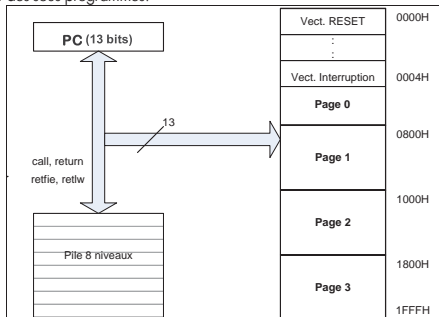 des sous programmes.
PC (13 bits)
13
call, return
retfie, retlw
Pile 8 niveaux
Vect. RESET
:
:
Vect. Interruption
Page 0
Page 1
Page 2
Page 3
0000H
0004H
0800H
1000H
1800H
1FFFH